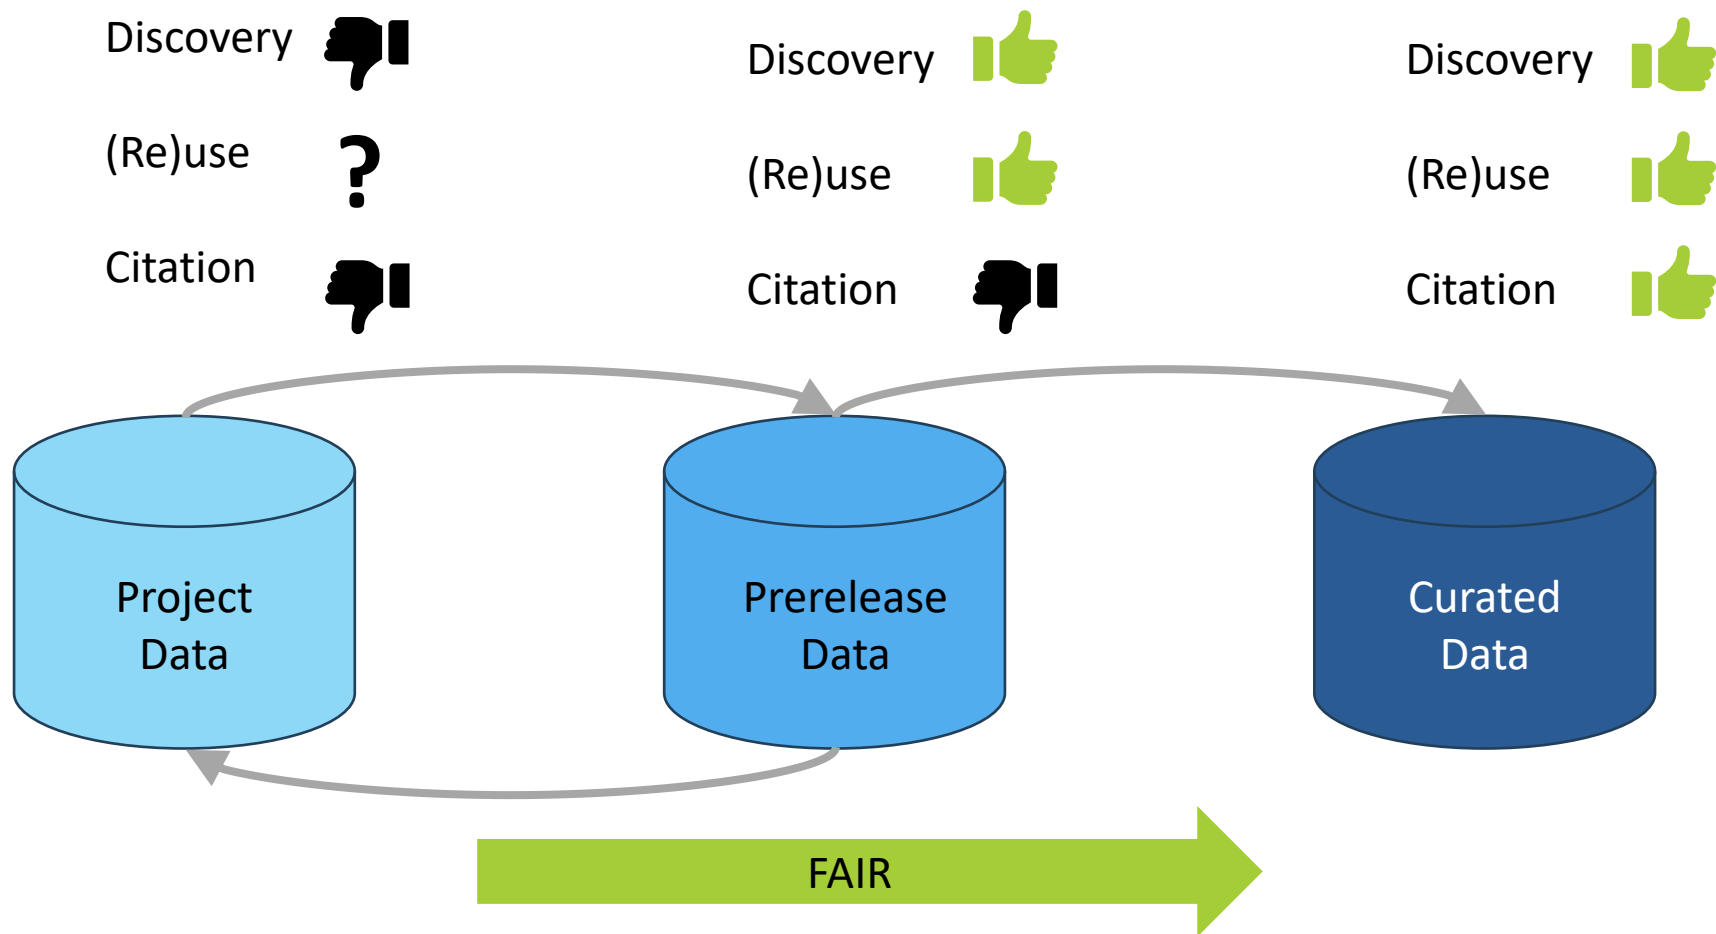 Discovery
(Re)use
?
Citation
Discovery
(Re)use
Citation
Discovery
(Re)use
Citation
Project
Data
Prerelease
Data
Curated
Data
FAIR